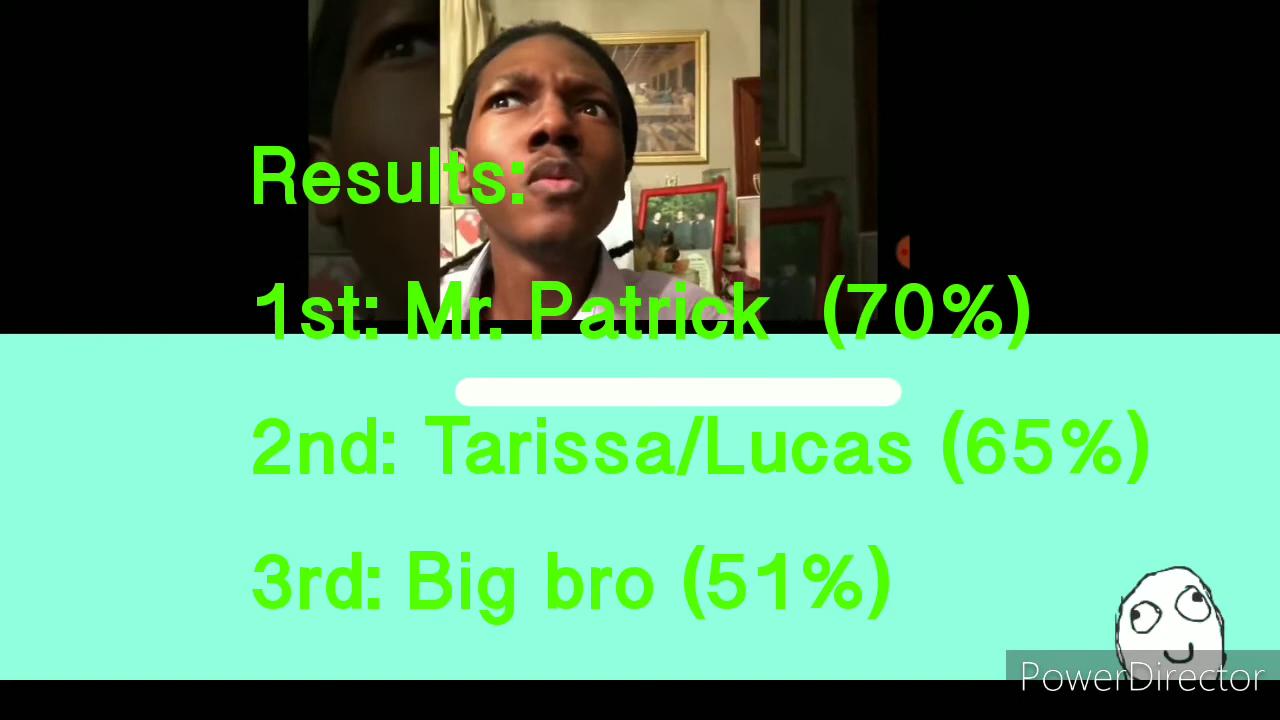 Results:
1st: Mr. Patrick (70%)
2nd: Tarissa/Lucas (65%)
3rd: Big bro (51%)
PowerDirector